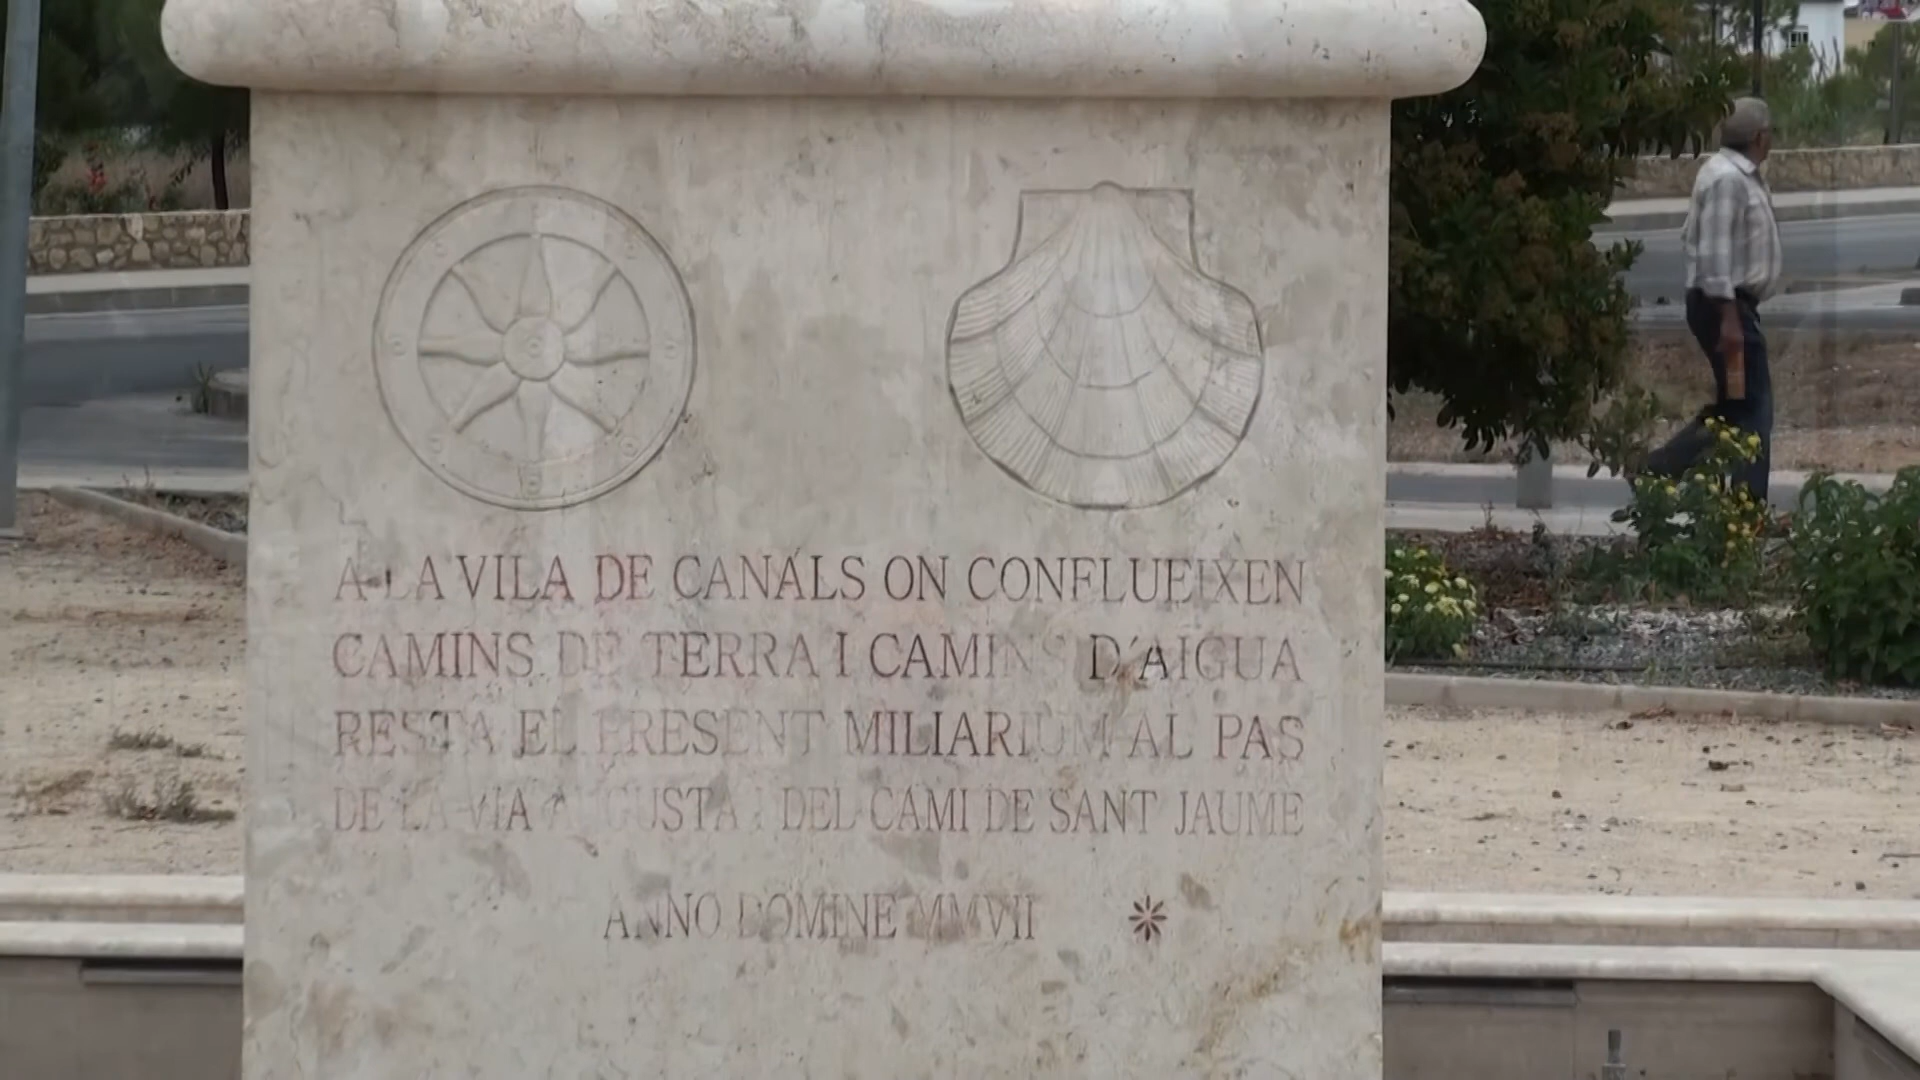 A LA VILA DE CANÁLS ON CONFLUEIXEN
CAMINS DE TERRA I CAMINS D'AIGUA
RESTA EL PRESENT MILIARIUM AL PAS
DE LA VIA AUGUSTA I DEL CAMI DE SANT JAUME
ANNO DOMINE MMVII